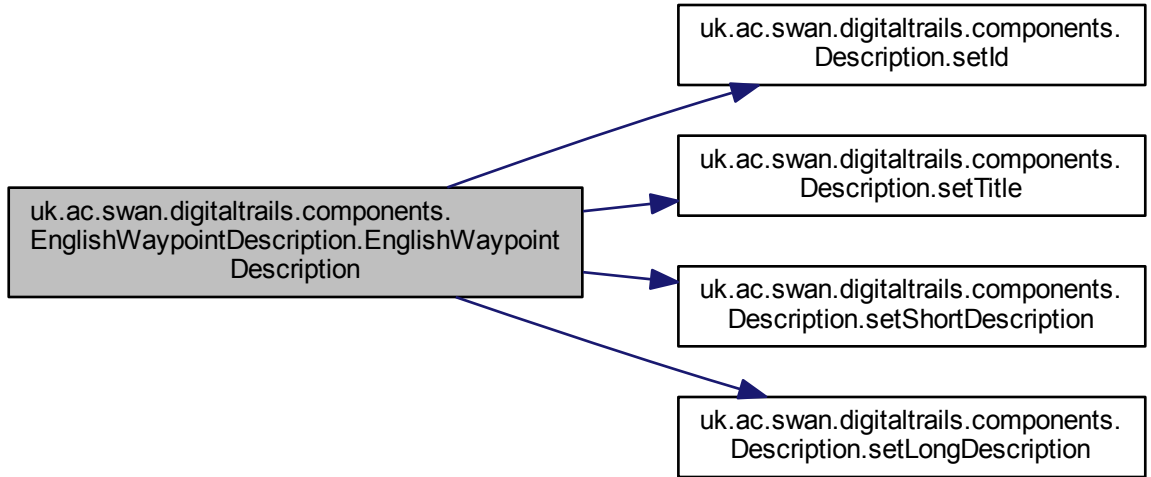 uk.ac.swan.digitaltrails.components.
Description.setId
uk.ac.swan.digitaltrails.components.
Description.setTitle
uk.ac.swan.digitaltrails.components.
EnglishWaypointDescription.EnglishWaypoint
Description
uk.ac.swan.digitaltrails.components.
Description.setShortDescription
uk.ac.swan.digitaltrails.components.
Description.setLongDescription